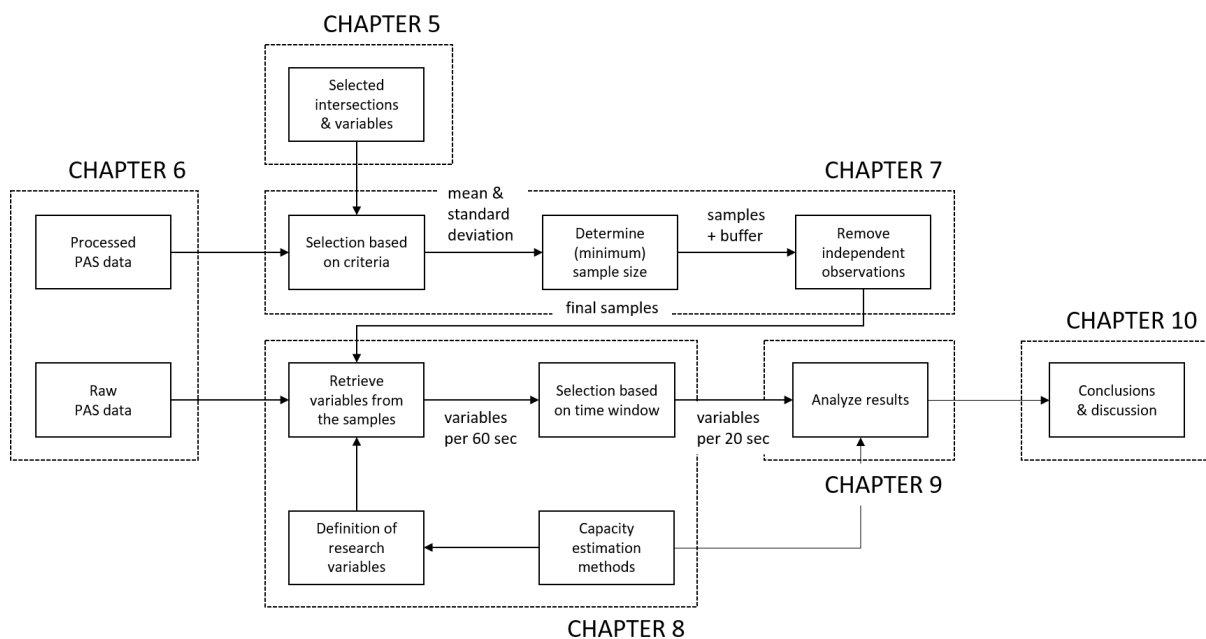 CHAPTER 5
Selected
intersections
& variables
CHAPTER 6
CHAPTER 7
Processed
PAS data
Selection based
on criteria
mean &
standard
deviation
Determine
(minimum)
sample size
samples
+ buffer
Remove
independent
observations
final samples
CHAPTER 10
Raw
PAS data
Retrieve
variables from
the samples
variables
per 60 sec
Selection based
on time window
variables
per 20 sec
Analyze results
Conclusions
& discussion
CHAPTER 9
Definition of
research
variables
Capacity
estimation
methods
CHAPTER 8